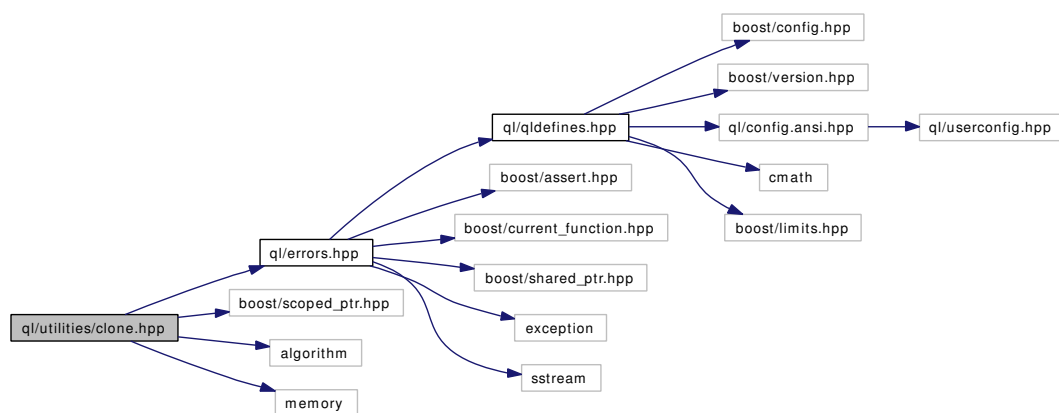 boost/config.hpp
boost/version.hpp
ql/qldefines.hpp
ql/config.ansi.hpp
ql/userconfig.hpp
boost/assert.hpp
cmath
boost/current_function.hpp
boost/limits.hpp
ql/errors.hpp
boost/shared_ptr.hpp
boost/scoped_ptr.hpp
ql/utilities/clone.hpp
exception
algorithm
sstream
memory